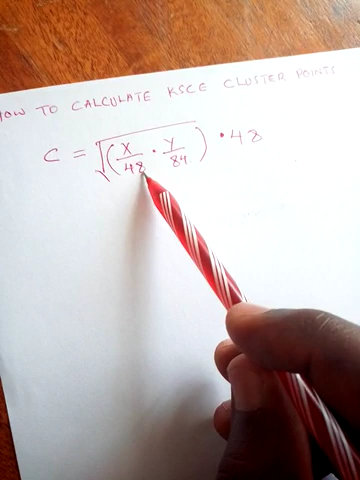 HOW TO CALCULATE KSCE CLUSTER POINTS
C = √(x/48 · y/84) · 48